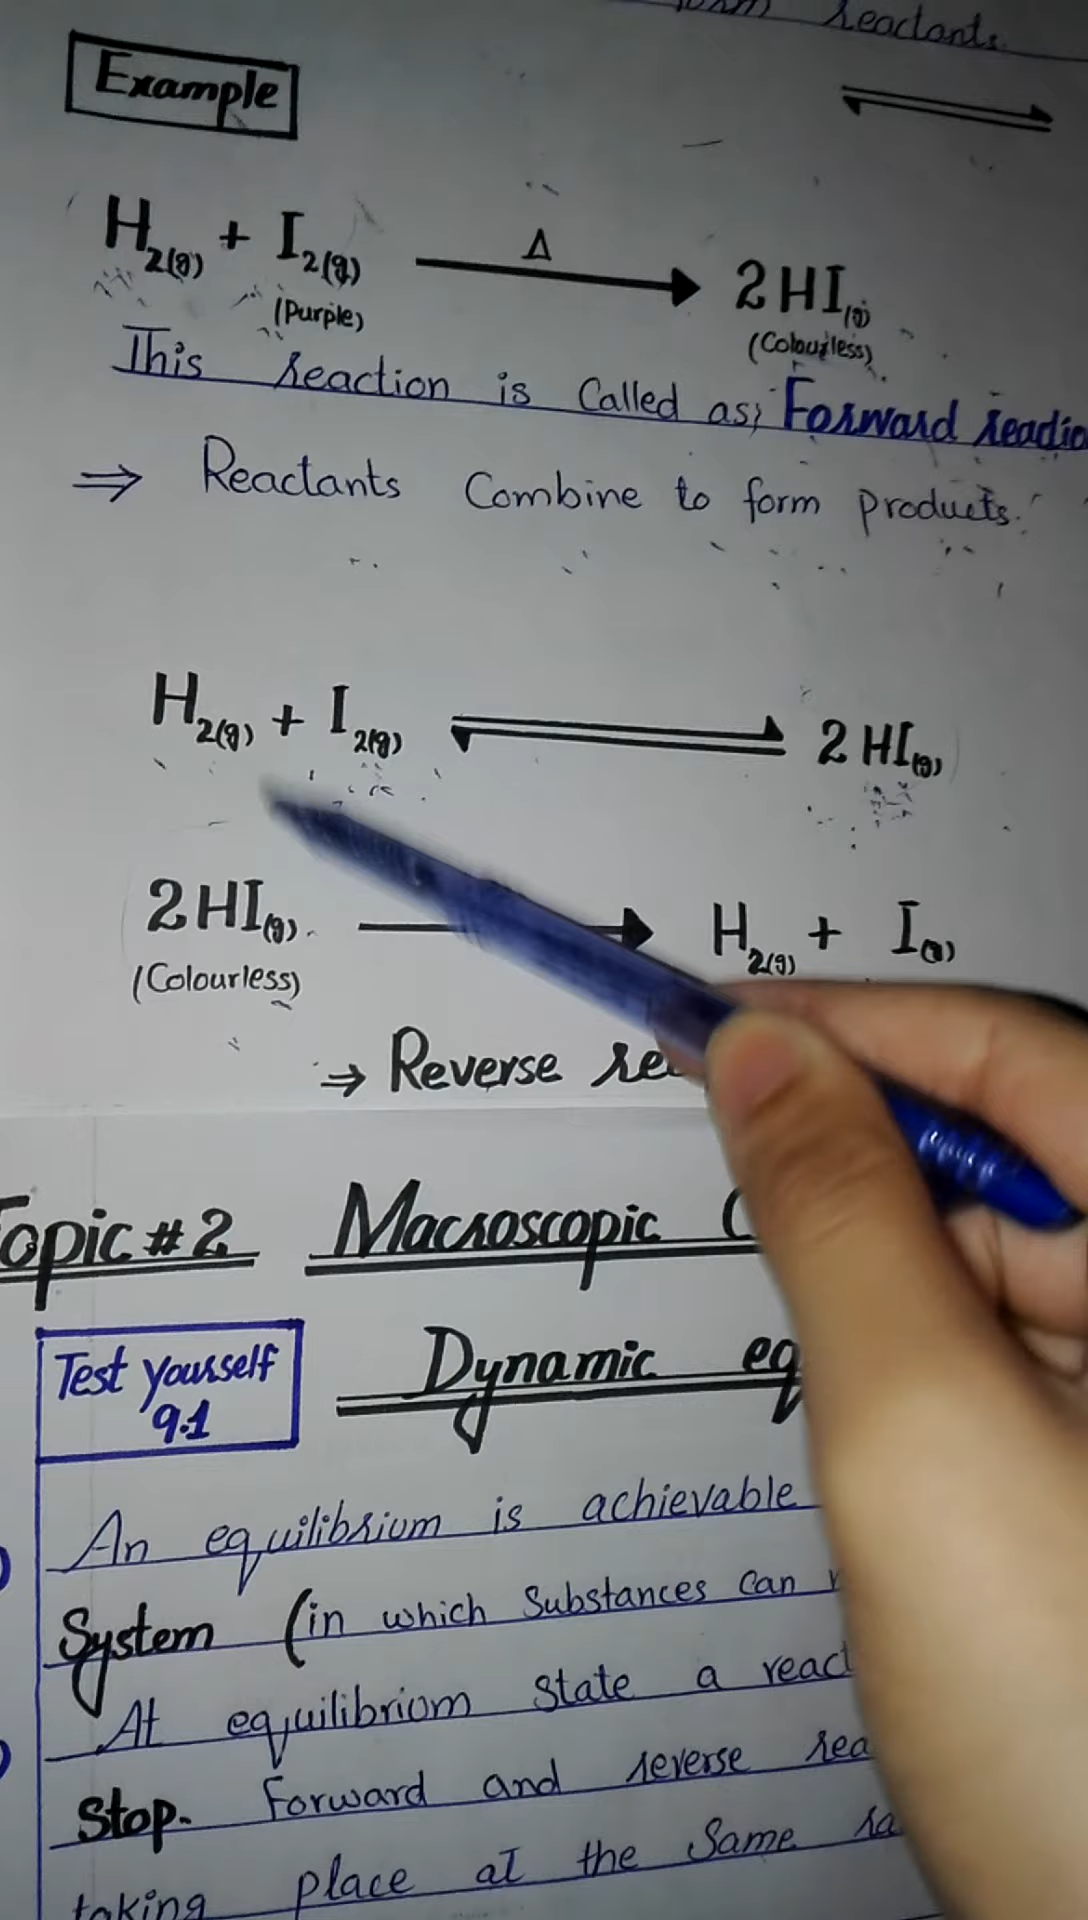 reactants.
Example
H2(g) + I2(g) Δ → 2HI(g)
(Purple) (Colourless)
This reaction is Called as; Forward
⇒ Reactants Combine to form products.
H2(g) + I2(g) ⇌ 2HI(g)
2HI(g). → H2(g) + I(g)
(Colourless)
⇒ Reverse
Topic #2 Macroscopic
Test yourself
9.1
Dynamic
An equilibrium is achievable
System (in which Substances can
At equilibrium state a
Stop. Forward and reverse
taking place at the Same